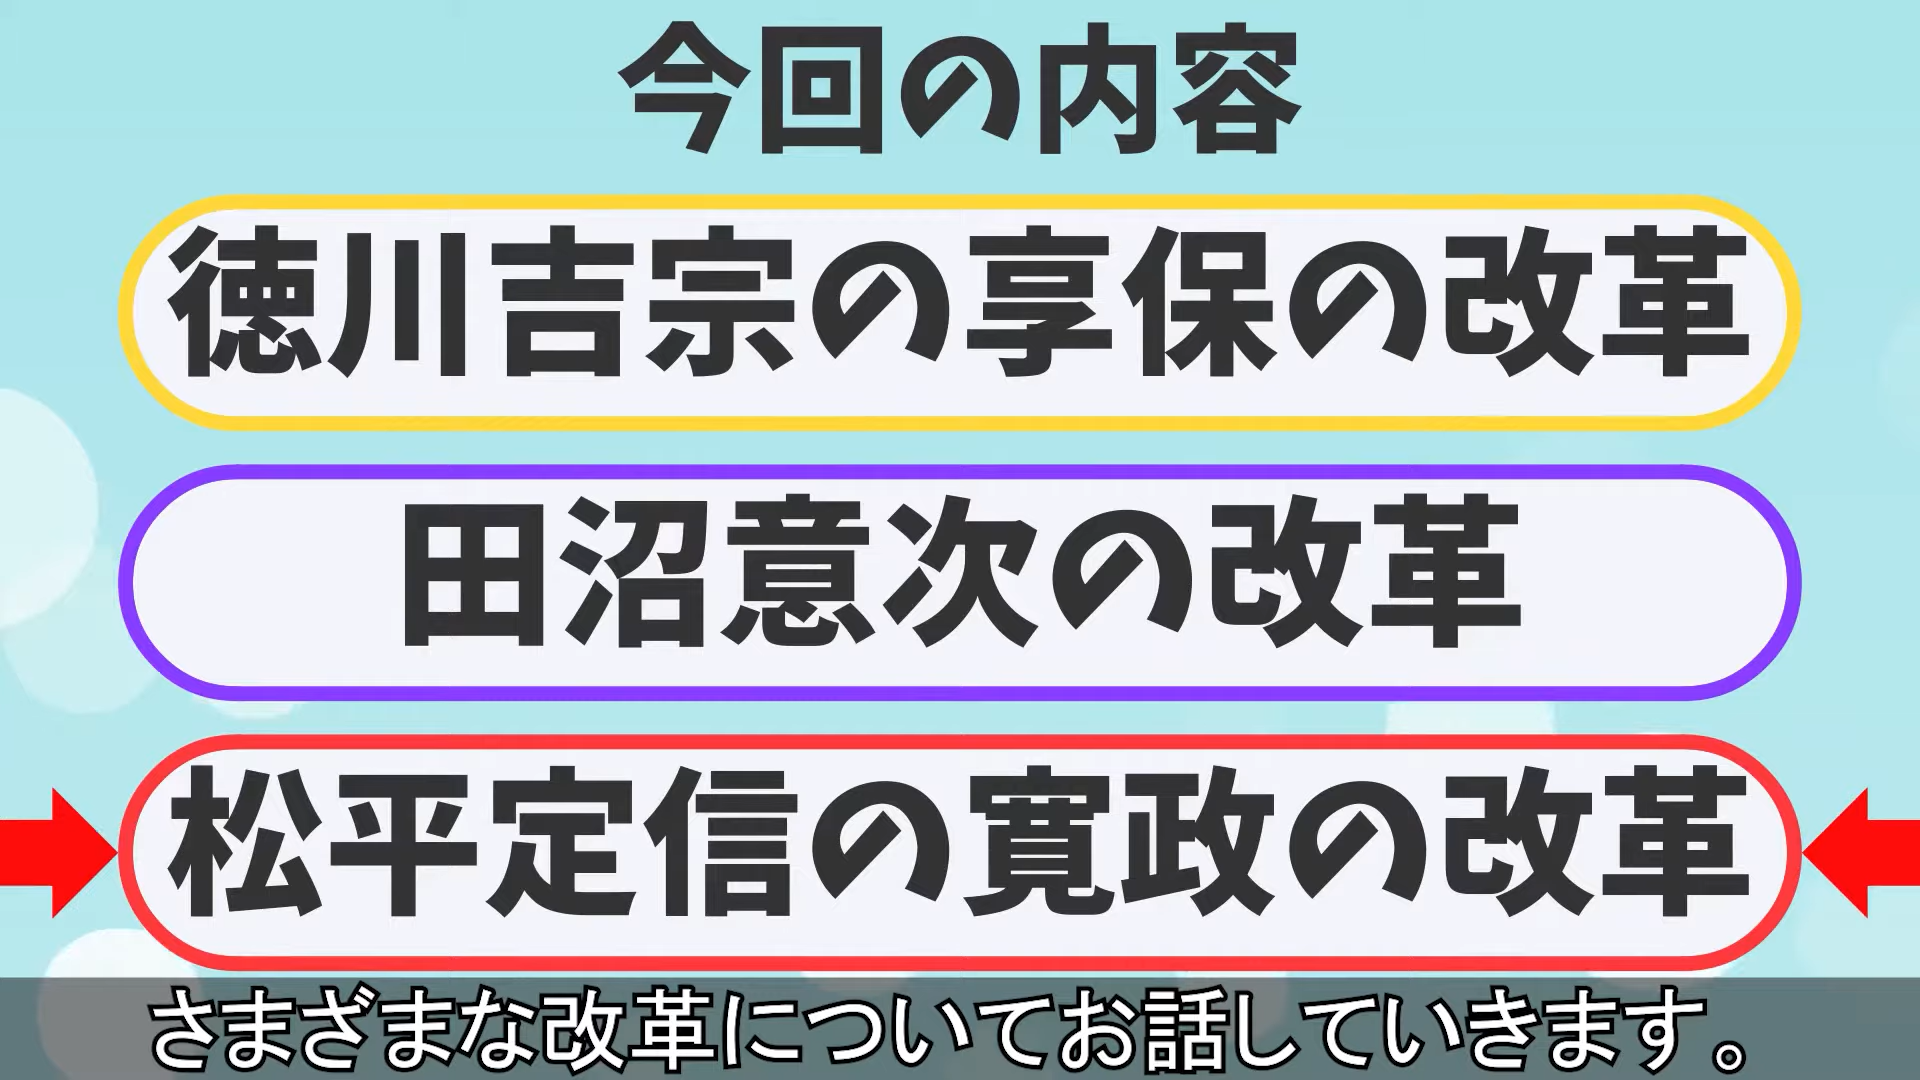 今回の内容
徳川吉宗の享保の改革
田沼意次の改革
松平定信の寛政の改革
さまざまな改革についてお話していきます。